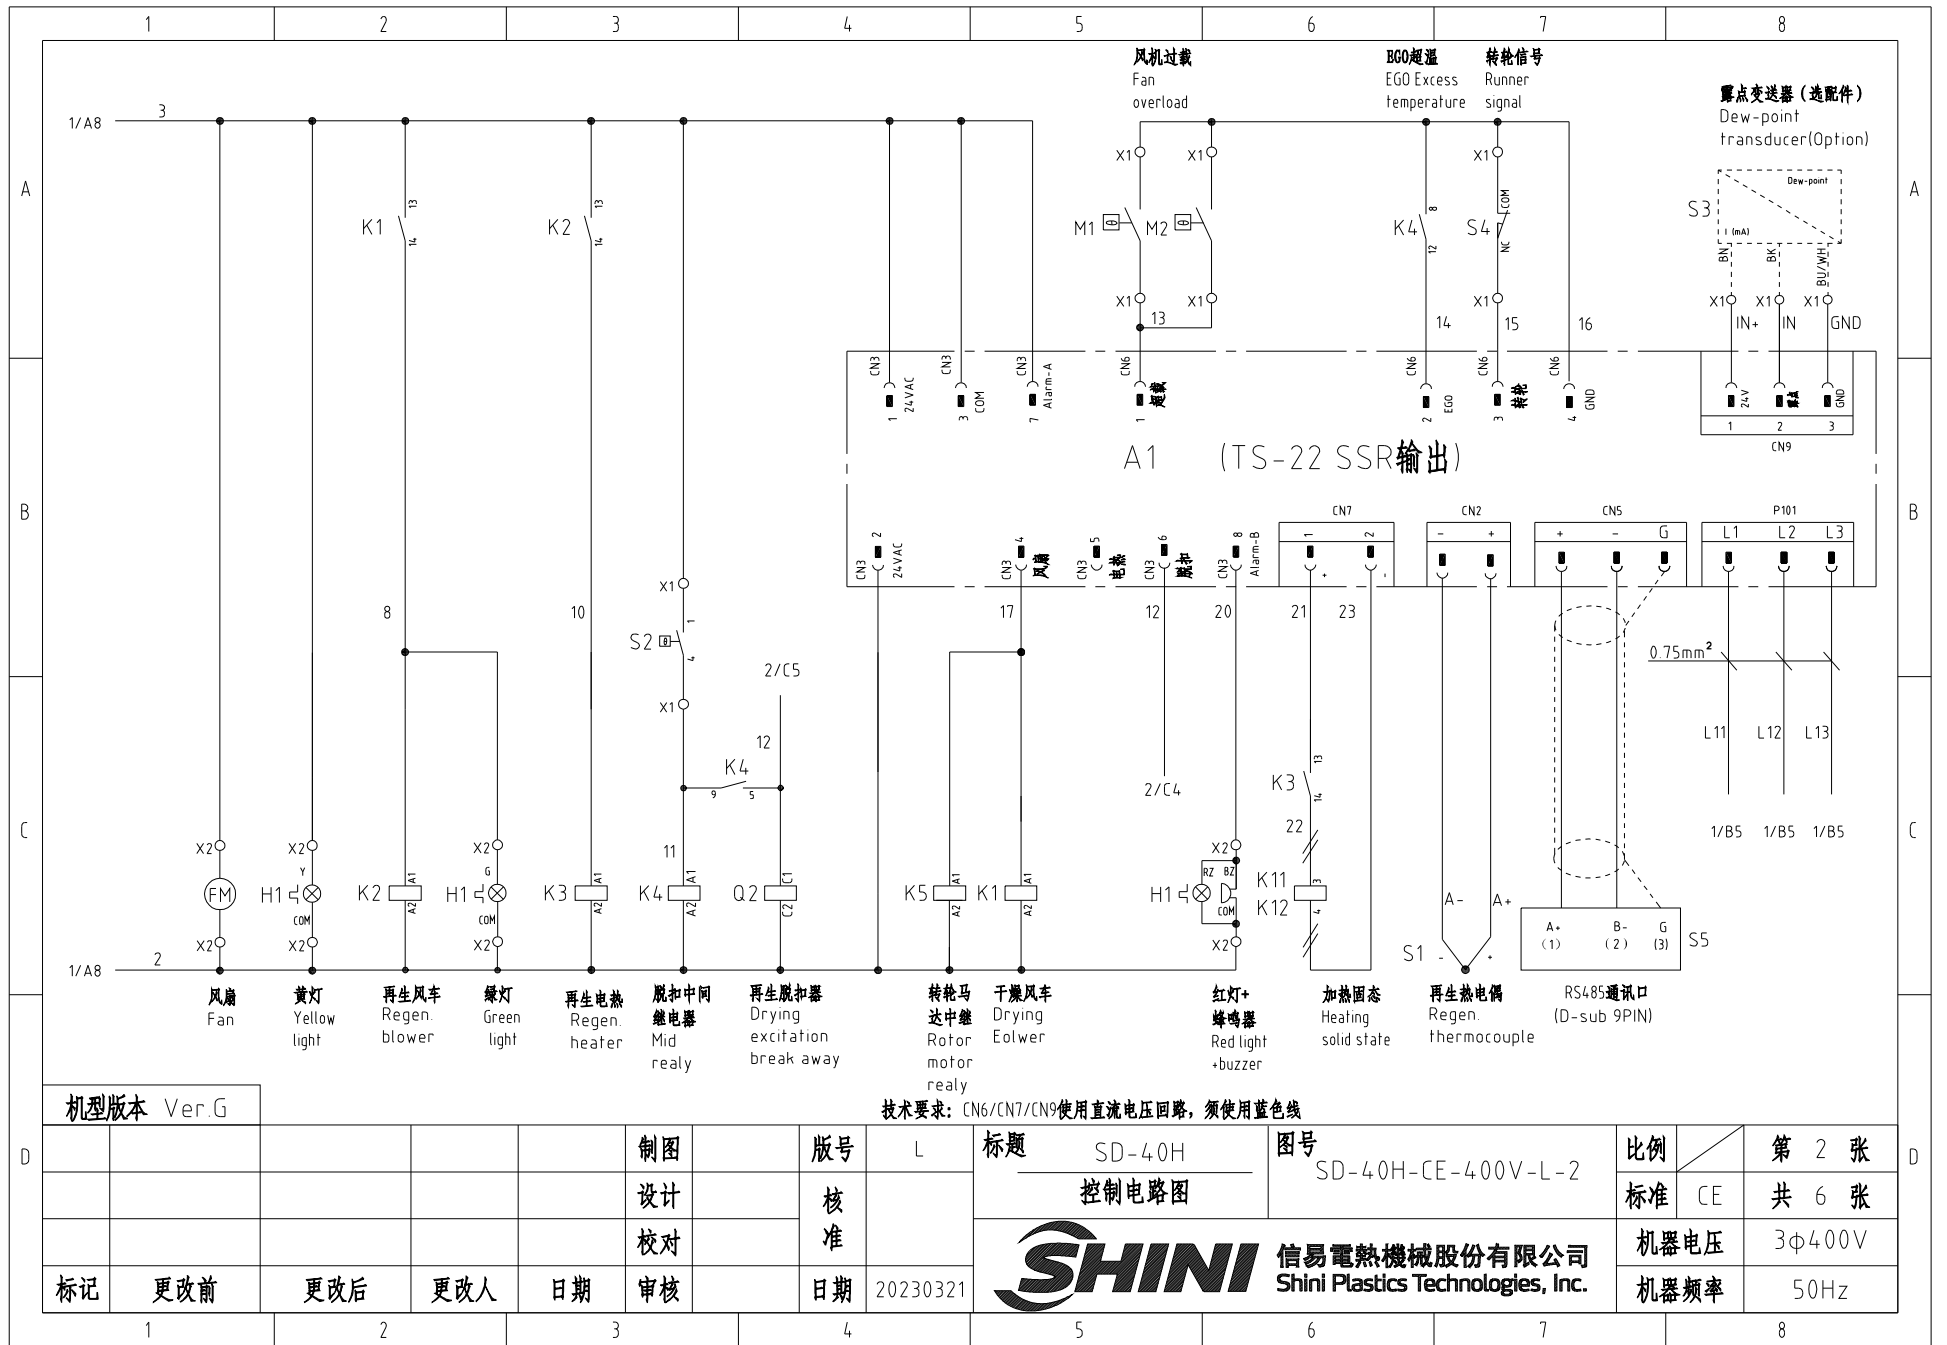 1 2 3 4 5 6 7 8
A
B
C
D
A
B
C
D
风机过载
Fan
overload
EGO超温
EGO Excess
temperature
转轮信号
Runner
signal
露点变送器（选配件）
Dew-point
transducer(Option)
1/A8 3
X1 X1 X1
Dew-point
S3
I (mA)
BN BK BU/WH
K1 13 14
K2 13 14
M1 θ
M2 θ
K4 8 12
S4 COM NC
X1 X1 X1
X1 X1 X1
13 14 15 16
IN+ IN GND
CN3 1 24VAC
CN3 3 COM
CN3 7 Alarm-A
CN6 1 超载
CN6 2 EGO
CN6 3 转轮
CN6 4 GND
24V 露点 GND
1 2 3
CN9
A1 (TS-22 SSR输出)
CN3 2 24VAC
CN3 4 风扇
CN3 5 电热
CN3 6 脱扣
CN3 8 Alarm-B
CN7
1 2
+ -
CN2
- +
CN5
+ - G
P101
L1 L2 L3
X1
8 10 17 12 20 21 23
S2 θ 1 4
0.75mm²
2/C5
X1
12
L11 L12 L13
K4
9 5
2/C4
K3 13 14
1/B5 1/B5 1/B5
22
11
X2 X2 X2 X2
FM
H1 Y COM
K2 A1 A2
H1 G COM
K3 A1 A2
K4 A1 A2
Q2 C1 C2
K5 A1 A2
K1 A1 A2
H1 RZ BZ COM
K11
K12
3 4
A- A+
A+ B- G
(1) (2) (3)
S5
S1 - +
X2 X2 X2 X2
1/A8 2
风扇
Fan
黄灯
Yellow
light
再生风车
Regen.
blower
绿灯
Green
light
再生电热
Regen.
heater
脱扣中间
继电器
Mid
realy
再生脱扣器
Drying
excitation
break away
转轮马
达中继
Rotor
motor
realy
干燥风车
Drying
Eolwer
红灯+
蜂鸣器
Red light
+buzzer
加热固态
Heating
solid state
再生热电偶
Regen.
thermocouple
RS485通讯口
(D-sub 9PIN)
机型版本 Ver.G
技术要求：CN6/CN7/CN9使用直流电压回路，须使用蓝色线
制图
设计
校对
审核
版号 L
核
准
日期 20230321
标记 更改前 更改后 更改人 日期
标题 SD-40H
控制电路图
图号 SD-40H-CE-400V-L-2
比例
标准 CE
第 2 张
共 6 张
机器电压 3φ400V
机器频率 50Hz
SHINI
信易電熱機械股份有限公司
Shini Plastics Technologies, Inc.
1 2 3 4 5 6 7 8